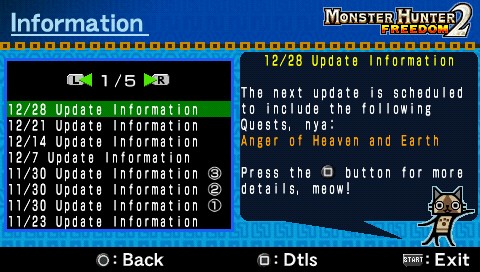 Information
MONSTER HUNTER
FREEDOM 2
L 1/5 R
12/28 Update Information
12/21 Update Information
12/14 Update Information
12/7 Update Information
11/30 Update Information ③
11/30 Update Information ②
11/30 Update Information ①
11/23 Update Information
12/28 Update Information
The next update is scheduled
to include the following
Quests, nya:
Anger of Heaven and Earth
Press the □ button for more
details, meow!
○: Back
□: Dtls
START: Exit